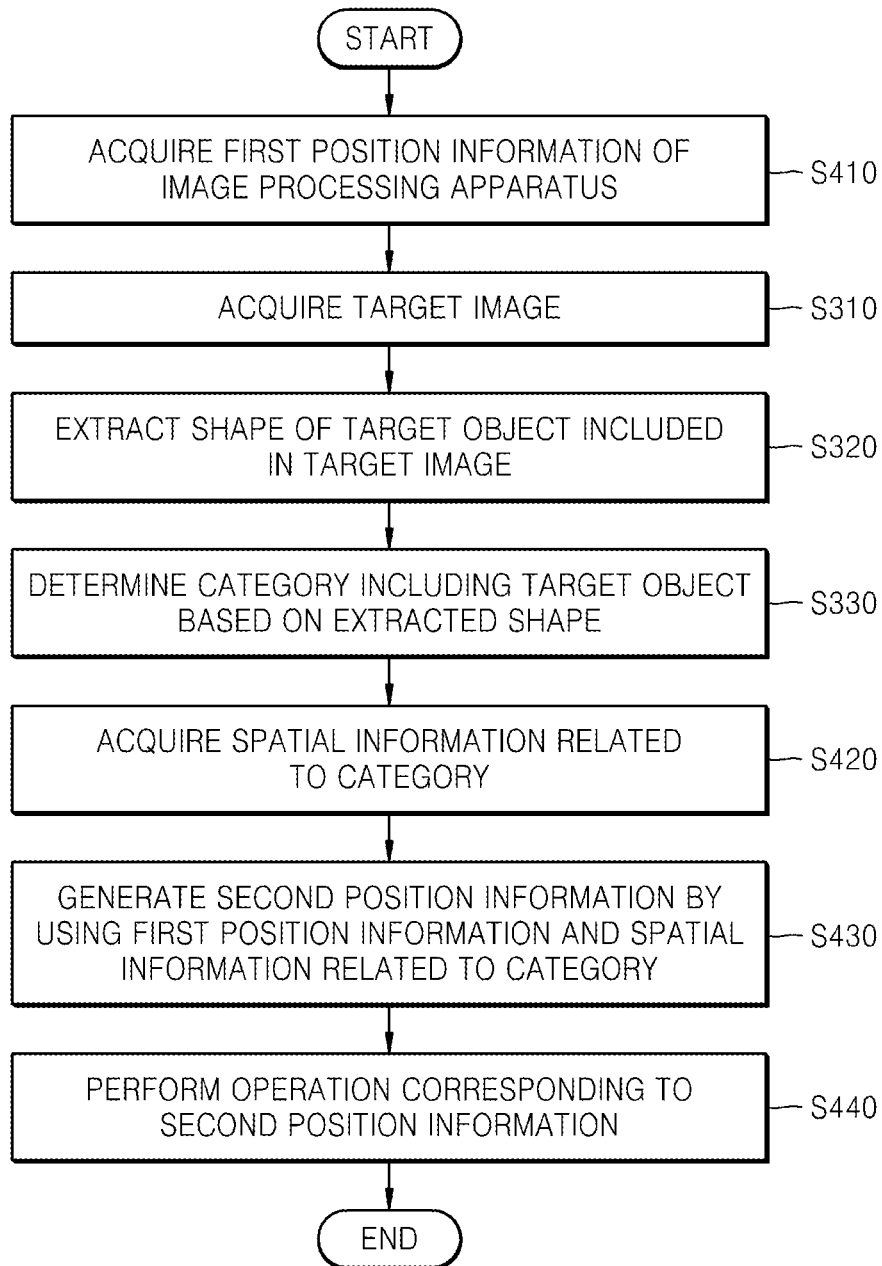 START
ACQUIRE FIRST POSITION INFORMATION OF
IMAGE PROCESSING APPARATUS
S410
ACQUIRE TARGET IMAGE
S310
EXTRACT SHAPE OF TARGET OBJECT INCLUDED
IN TARGET IMAGE
S320
DETERMINE CATEGORY INCLUDING TARGET OBJECT
BASED ON EXTRACTED SHAPE
S330
ACQUIRE SPATIAL INFORMATION RELATED
TO CATEGORY
S420
GENERATE SECOND POSITION INFORMATION BY
USING FIRST POSITION INFORMATION AND SPATIAL
INFORMATION RELATED TO CATEGORY
S430
PERFORM OPERATION CORRESPONDING TO
SECOND POSITION INFORMATION
S440
END